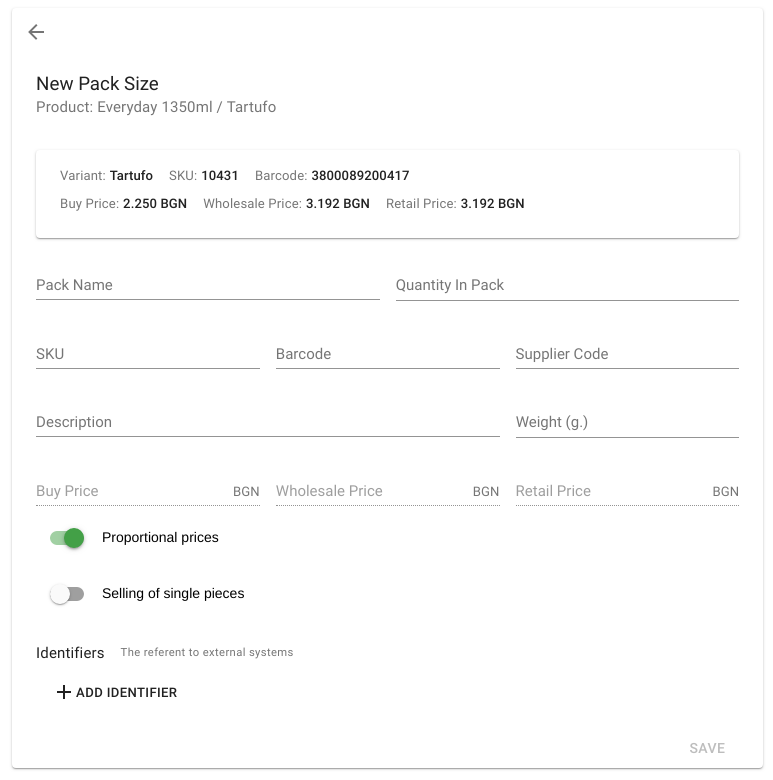 New Pack Size
Product: Everyday 1350ml / Tartufo
Variant: Tartufo SKU: 10431 Barcode: 3800089200417
Buy Price: 2.250 BGN Wholesale Price: 3.192 BGN Retail Price: 3.192 BGN
Pack Name Quantity In Pack
SKU Barcode Supplier Code
Description Weight (g.)
Buy Price BGN Wholesale Price BGN Retail Price BGN
Proportional prices
Selling of single pieces
Identifiers The referent to external systems
ADD IDENTIFIER
SAVE